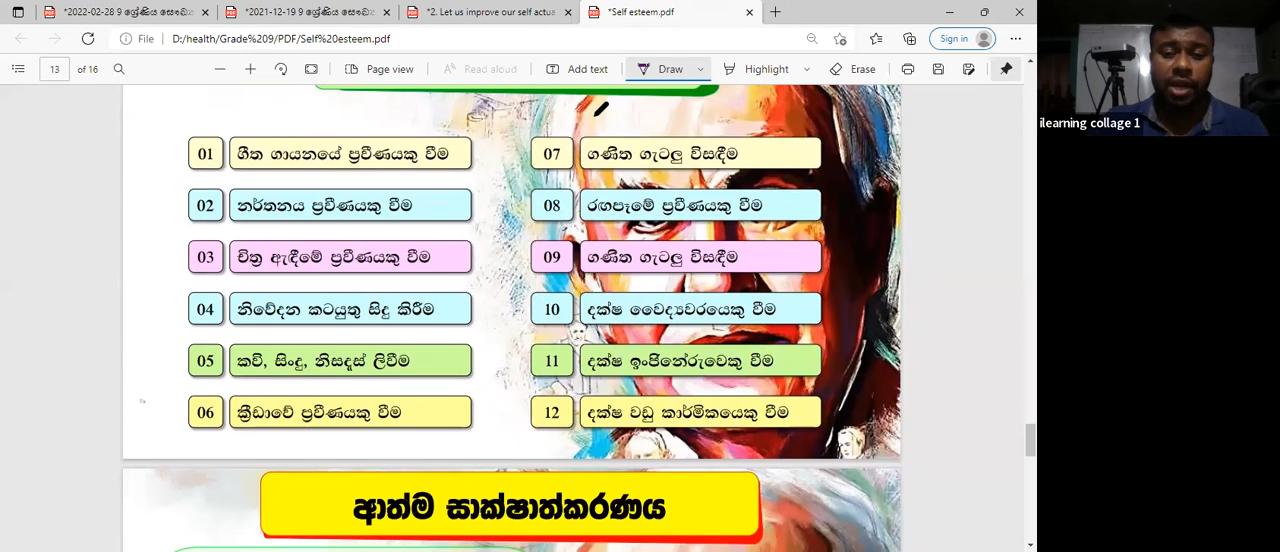 *2022-02-28 9 ශ්‍රේණිය සෞඛ්‍ය
*2021-12-19 9 ශ්‍රේණිය සෞඛ්‍ය
*2. Let us improve our self actua
*Self esteem.pdf
File D:/health/Grade%209/PDF/Self%20esteem.pdf
Sign in
13 of 16
Page view
Read aloud
Add text
Draw
Highlight
Erase
ilearning collage 1
01 ගීත ගායනයේ ප්‍රවීණයකු වීම
02 නර්තනය ප්‍රවීණයකු වීම
03 චිත්‍ර ඇඳීමේ ප්‍රවීණයකු වීම
04 නිවේදන කටයුතු සිදු කිරීම
05 කවි, සිංදු, නිසඳැස් ලිවීම
06 ක්‍රීඩාවේ ප්‍රවීණයකු වීම
07 ගණිත ගැටලු විසඳීම
08 රඟපෑමේ ප්‍රවීණයකු වීම
09 ගණිත ගැටලු විසඳීම
10 දක්ෂ වෛද්‍යවරයෙකු වීම
11 දක්ෂ ඉංජිනේරුවෙකු වීම
12 දක්ෂ වඩු කාර්මිකයෙකු වීම
ආත්ම සාක්ෂාත්කරණය